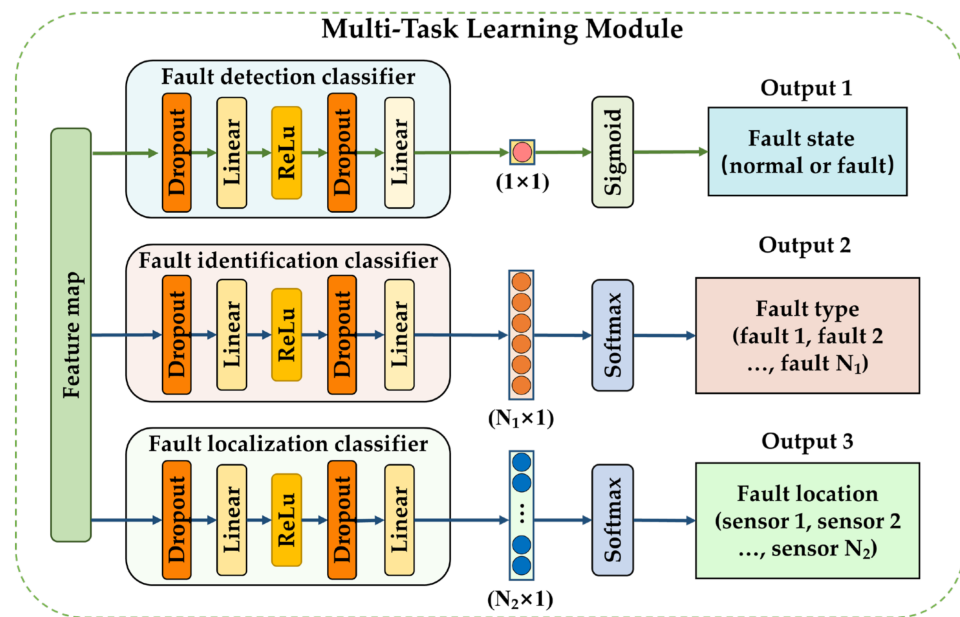 Multi-Task Learning Module
Feature map
Fault detection classifier
Dropout
Linear
ReLu
Dropout
Linear
(1×1)
Sigmoid
Output 1
Fault state
(normal or fault)
Fault identification classifier
Dropout
Linear
ReLu
Dropout
Linear
(N₁×1)
Softmax
Output 2
Fault type
(fault 1, fault 2
…, fault N₁)
Fault localization classifier
Dropout
Linear
ReLu
Dropout
Linear
...
(N₂×1)
Softmax
Output 3
Fault location
(sensor 1, sensor 2
…, sensor N₂)